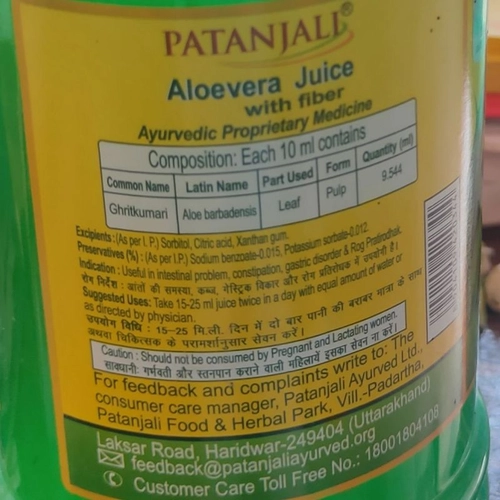 PATANJALI®
Aloevera Juice
with fiber
Ayurvedic Proprietary Medicine
Composition: Each 10 ml contains
Common Name Latin Name Part Used Form Quantity (ml)
Ghritkumari Aloe barbadensis Leaf Pulp 9.544
Excipients : (As per I. P.) Sorbitol, Citric acid, Xanthan gum.
Preservatives (%) : (As per I.P.) Sodium benzoate-0.015, Potassium sorbate-0.012.
Indication : Useful in intestinal problem, constipation, gastric disorder & Rog Pratirodhak.
रोग निर्देश : आंतों की समस्या, कब्ज, गेस्ट्रिक विकार और रोग प्रतिरोधक में उपयोगी है।
Suggested Uses: Take 15-25 ml juice twice in a day with equal amount of water or
as directed by physician.
उपयोग विधि : 15-25 मि.ली. दिन में दो बार पानी की बराबर मात्रा के साथ
अथवा चिकित्सक के परामर्शानुसार सेवन करें।
Caution : Should not be consumed by Pregnant and Lactating women.
सावधानी: गर्भवती और स्तनपान कराने वाली महिलायें इसका सेवन ना करें।
For feedback and complaints write to: The
consumer care manager, Patanjali Ayurved Ltd.,
Patanjali Food & Herbal Park, Vill.-Padartha,
Laksar Road, Haridwar-249404 (Uttarakhand)
feedback@patanjaliayurved.org
Customer Care Toll Free No.: 18001804108